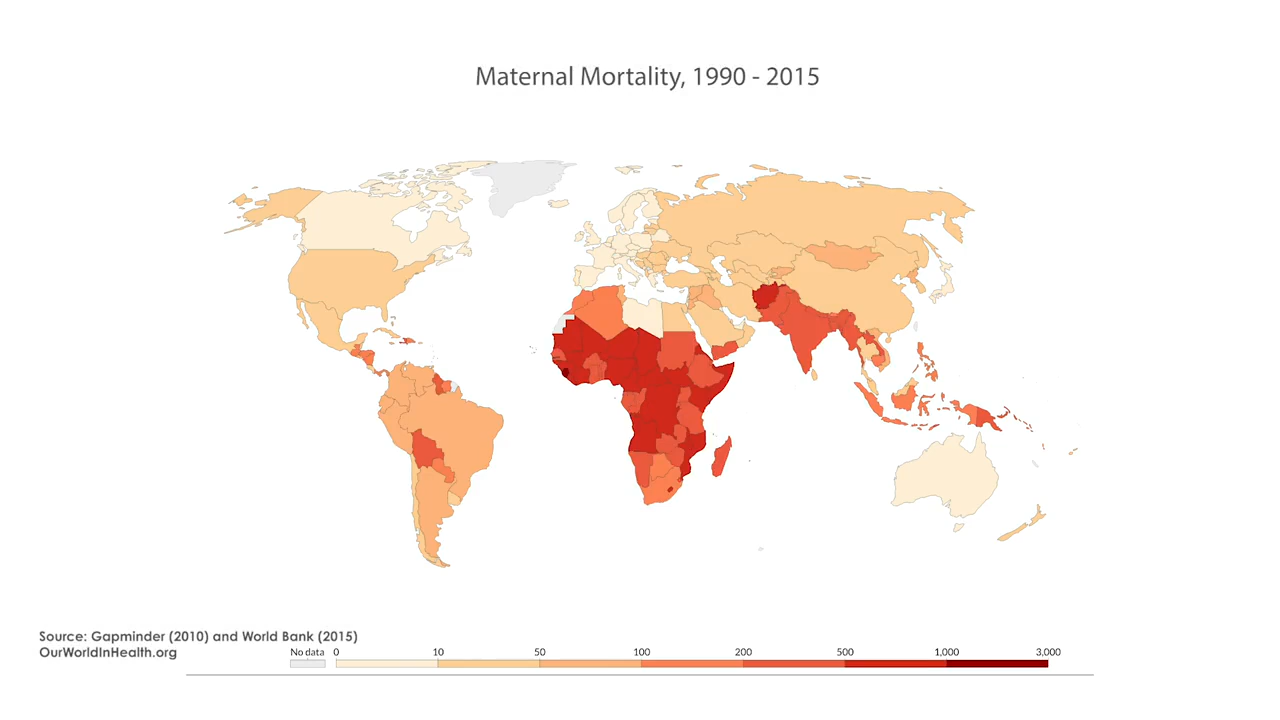 Maternal Mortality, 1990 - 2015
Source: Gapminder (2010) and World Bank (2015)
OurWorldInHealth.org
No data 0 10 50 100 200 500 1,000 3,000